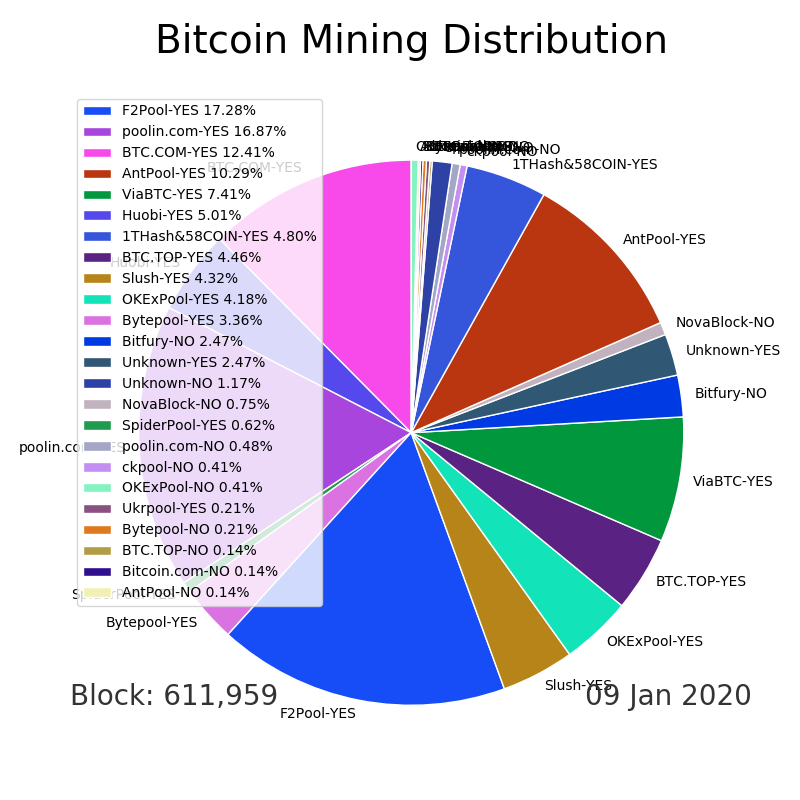 Bitcoin Mining Distribution
F2Pool-YES 17.28%
poolin.com-YES 16.87%
BTC.COM-YES 12.41%
AntPool-YES 10.29%
ViaBTC-YES 7.41%
Huobi-YES 5.01%
1THash&58COIN-YES 4.80%
BTC.TOP-YES 4.46%
Slush-YES 4.32%
OKExPool-YES 4.18%
Bytepool-YES 3.36%
Bitfury-NO 2.47%
Unknown-YES 2.47%
Unknown-NO 1.17%
NovaBlock-NO 0.75%
SpiderPool-YES 0.62%
poolin.com-NO 0.48%
ckpool-NO 0.41%
OKExPool-NO 0.41%
Ukrpool-YES 0.21%
Bytepool-NO 0.21%
BTC.TOP-NO 0.14%
Bitcoin.com-NO 0.14%
AntPool-NO 0.14%
BTC.COM-YES
Huobi-YES
Bytepool-YES
F2Pool-YES
Slush-YES
OKExPool-YES
BTC.TOP-YES
ViaBTC-YES
Bitfury-NO
Unknown-YES
NovaBlock-NO
AntPool-YES
1THash&58COIN-YES
ckpool-NO
Block: 611,959
09 Jan 2020